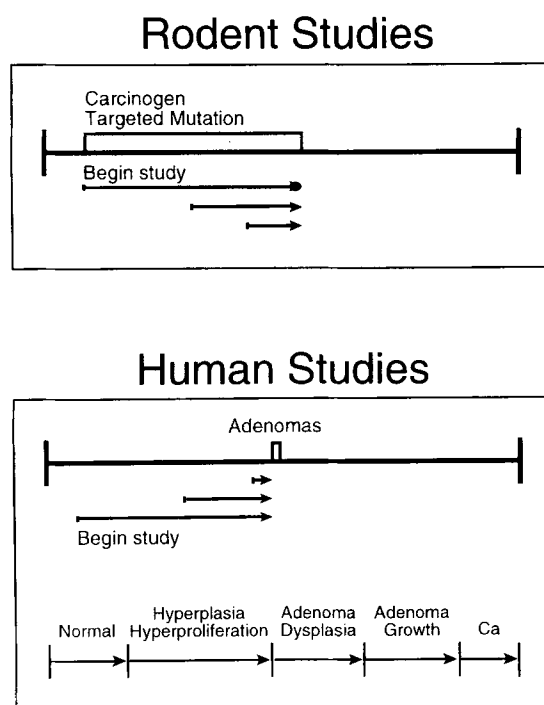 Rodent Studies
Carcinogen
Targeted Mutation
Begin study
Human Studies
Adenomas
Begin study
Normal
Hyperplasia
Hyperproliferation
Adenoma
Dysplasia
Adenoma
Growth
Ca